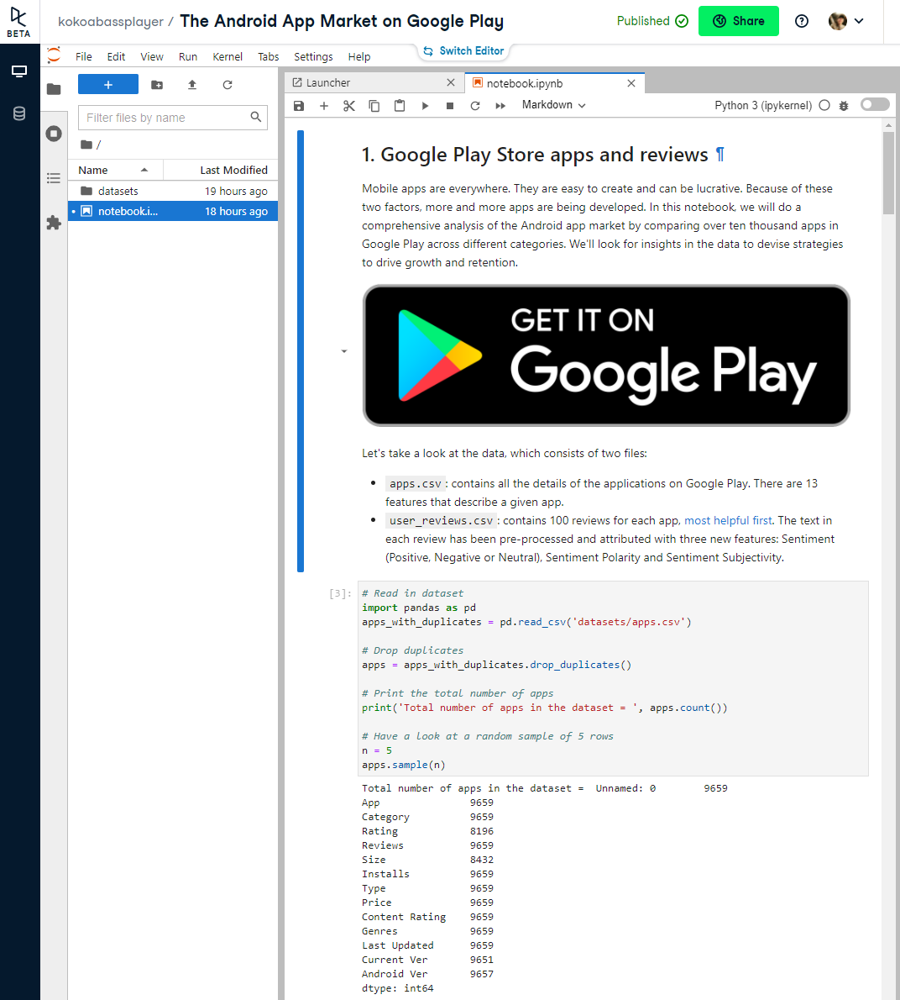 BETA
kokoabassplayer / The Android App Market on Google Play
Published
Share
File Edit View Run Kernel Tabs Settings Help
Switch Editor
+
Filter files by name
/
Name Last Modified
datasets 19 hours ago
notebook.i... 18 hours ago
Launcher
notebook.ipynb
Markdown
Python 3 (ipykernel)
1. Google Play Store apps and reviews ¶
Mobile apps are everywhere. They are easy to create and can be lucrative. Because of these
two factors, more and more apps are being developed. In this notebook, we will do a
comprehensive analysis of the Android app market by comparing over ten thousand apps in
Google Play across different categories. We'll look for insights in the data to devise strategies
to drive growth and retention.
GET IT ON
Google Play
Let's take a look at the data, which consists of two files:
• apps.csv : contains all the details of the applications on Google Play. There are 13
features that describe a given app.
• user_reviews.csv : contains 100 reviews for each app, most helpful first. The text in
each review has been pre-processed and attributed with three new features: Sentiment
(Positive, Negative or Neutral), Sentiment Polarity and Sentiment Subjectivity.
[3]: # Read in dataset
import pandas as pd
apps_with_duplicates = pd.read_csv('datasets/apps.csv')
# Drop duplicates
apps = apps_with_duplicates.drop_duplicates()
# Print the total number of apps
print('Total number of apps in the dataset = ', apps.count())
# Have a look at a random sample of 5 rows
n = 5
apps.sample(n)
Total number of apps in the dataset =  Unnamed: 0        9659
App               9659
Category          9659
Rating            8196
Reviews           9659
Size              8432
Installs          9659
Type              9659
Price             9659
Content Rating    9659
Genres            9659
Last Updated      9659
Current Ver       9651
Android Ver       9657
dtype: int64